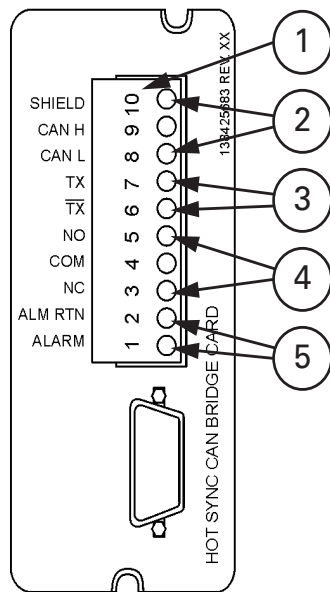 SHIELD 10
CAN H 9
CAN L 8
TX 7
T̅X̅ 6
NO 5
COM 4
NC 3
ALM RTN 2
ALARM 1
138425683 REV XX
HOT SYNC CAN BRIDGE CARD
1
2
3
4
5